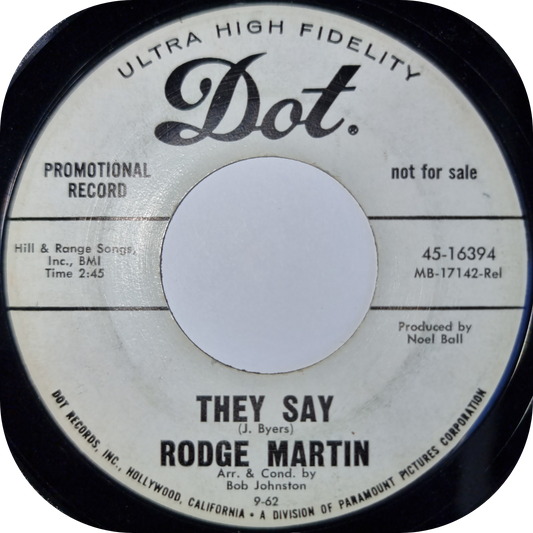 ULTRA HIGH FIDELITY
Dot.
PROMOTIONAL
RECORD
not for sale
Hill & Range Songs,
Inc., BMI
Time 2:45
45-16394
MB-17142-Rel
Produced by
Noel Ball
THEY SAY
(J. Byers)
RODGE MARTIN
Arr. & Cond. by
Bob Johnston
9-62
DOT RECORDS, INC., HOLLYWOOD, CALIFORNIA • A DIVISION OF PARAMOUNT PICTURES CORPORATION